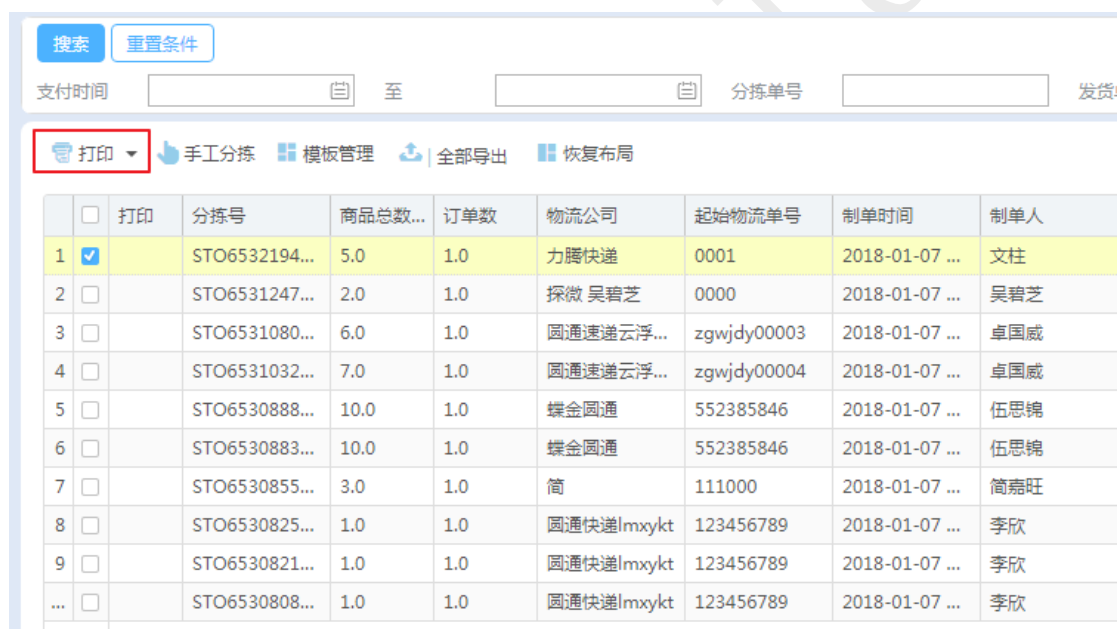 搜索 重置条件
支付时间 至 分拣单号 发货
打印 手工分拣 模板管理 | 全部导出 恢复布局
打印 分拣号 商品总数... 订单数 物流公司 起始物流单号 制单时间 制单人
1 STO6532194... 5.0 1.0 力腾快递 0001 2018-01-07 ... 文柱
2 STO6531247... 2.0 1.0 探微 吴碧芝 0000 2018-01-07 ... 吴碧芝
3 STO6531080... 6.0 1.0 圆通速递云浮... zgwjdy00003 2018-01-07 ... 卓国威
4 STO6531032... 7.0 1.0 圆通速递云浮... zgwjdy00004 2018-01-07 ... 卓国威
5 STO6530888... 10.0 1.0 蝶金圆通 552385846 2018-01-07 ... 伍思锦
6 STO6530883... 10.0 1.0 蝶金圆通 552385846 2018-01-07 ... 伍思锦
7 STO6530855... 3.0 1.0 简 111000 2018-01-07 ... 简嘉旺
8 STO6530825... 1.0 1.0 圆通快递lmxykt 123456789 2018-01-07 ... 李欣
9 STO6530821... 1.0 1.0 圆通快递lmxykt 123456789 2018-01-07 ... 李欣
... STO6530808... 1.0 1.0 圆通快递lmxykt 123456789 2018-01-07 ... 李欣